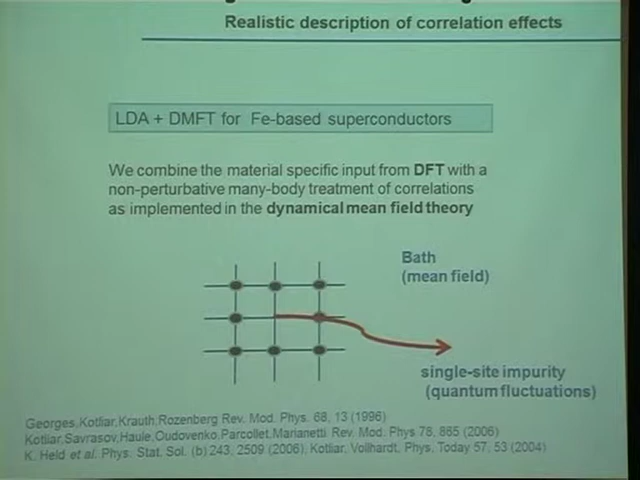 Realistic description of correlation effects
LDA + DMFT for Fe-based superconductors
We combine the material specific input from DFT with a
non-perturbative many-body treatment of correlations
as implemented in the dynamical mean field theory
Bath
(mean field)
single-site impurity
(quantum fluctuations)
Georges,Kotliar,Krauth,Rozenberg Rev. Mod. Phys. 68, 13 (1996)
Kotliar,Savrasov,Haule,Oudovenko,Parcollet,Marianetti Rev. Mod. Phys 78, 865 (2006)
K. Held et al. Phys. Stat. Sol. (b) 243, 2509 (2006), Kotliar, Vollhardt, Phys. Today 57, 53 (2004)